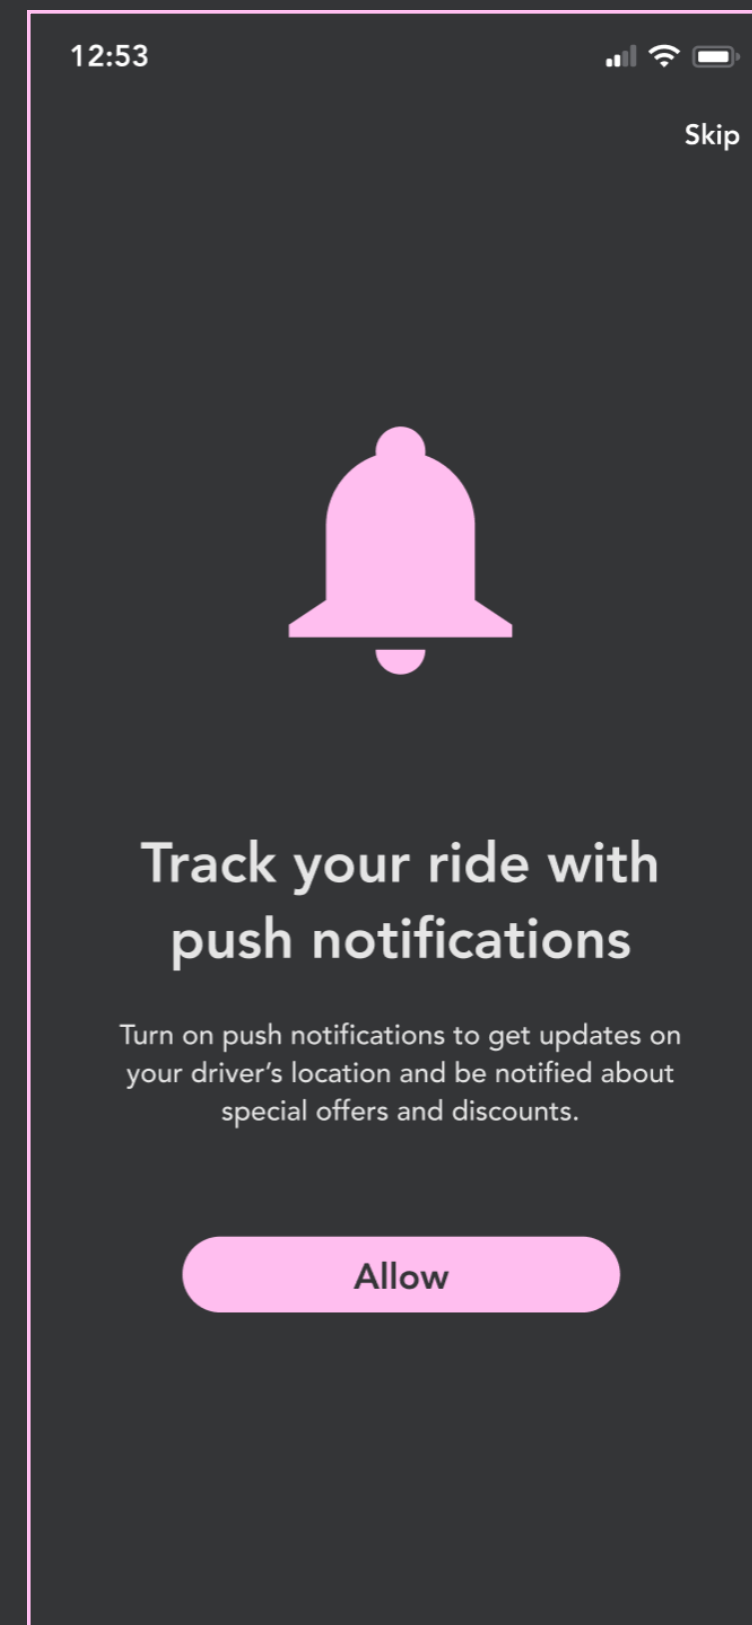 12:53
Skip
Track your ride with
push notifications
Turn on push notifications to get updates on
your driver’s location and be notified about
special offers and discounts.
Allow